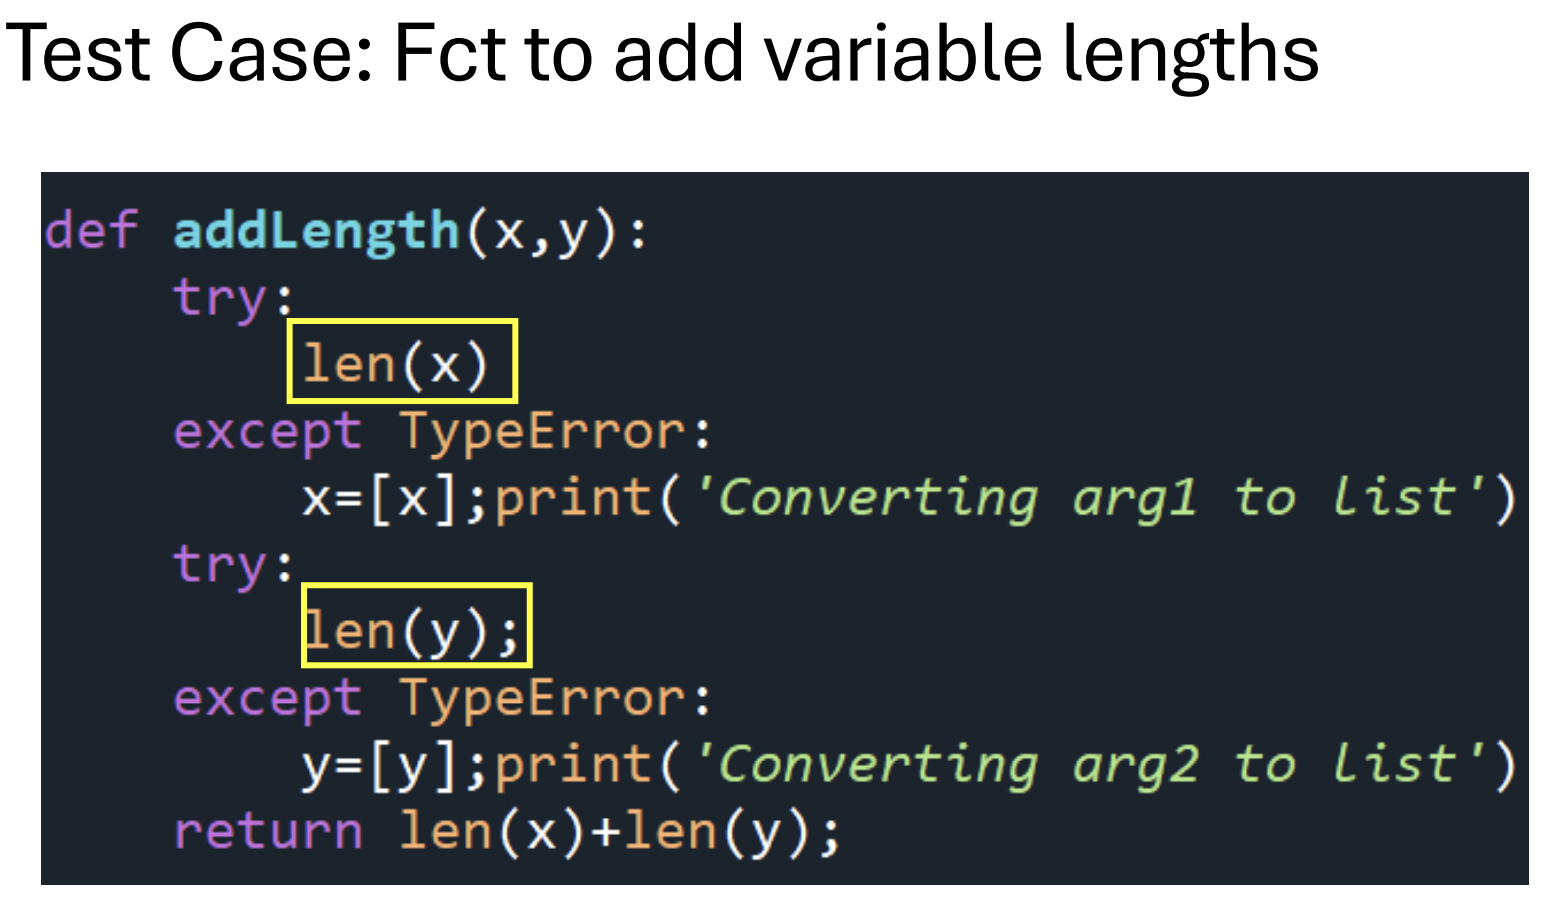 Test Case: Fct to add variable lengths
def addLength(x,y):
    try:
        len(x)
    except TypeError:
        x=[x];print('Converting arg1 to list')
    try:
        len(y);
    except TypeError:
        y=[y];print('Converting arg2 to list')
    return len(x)+len(y);